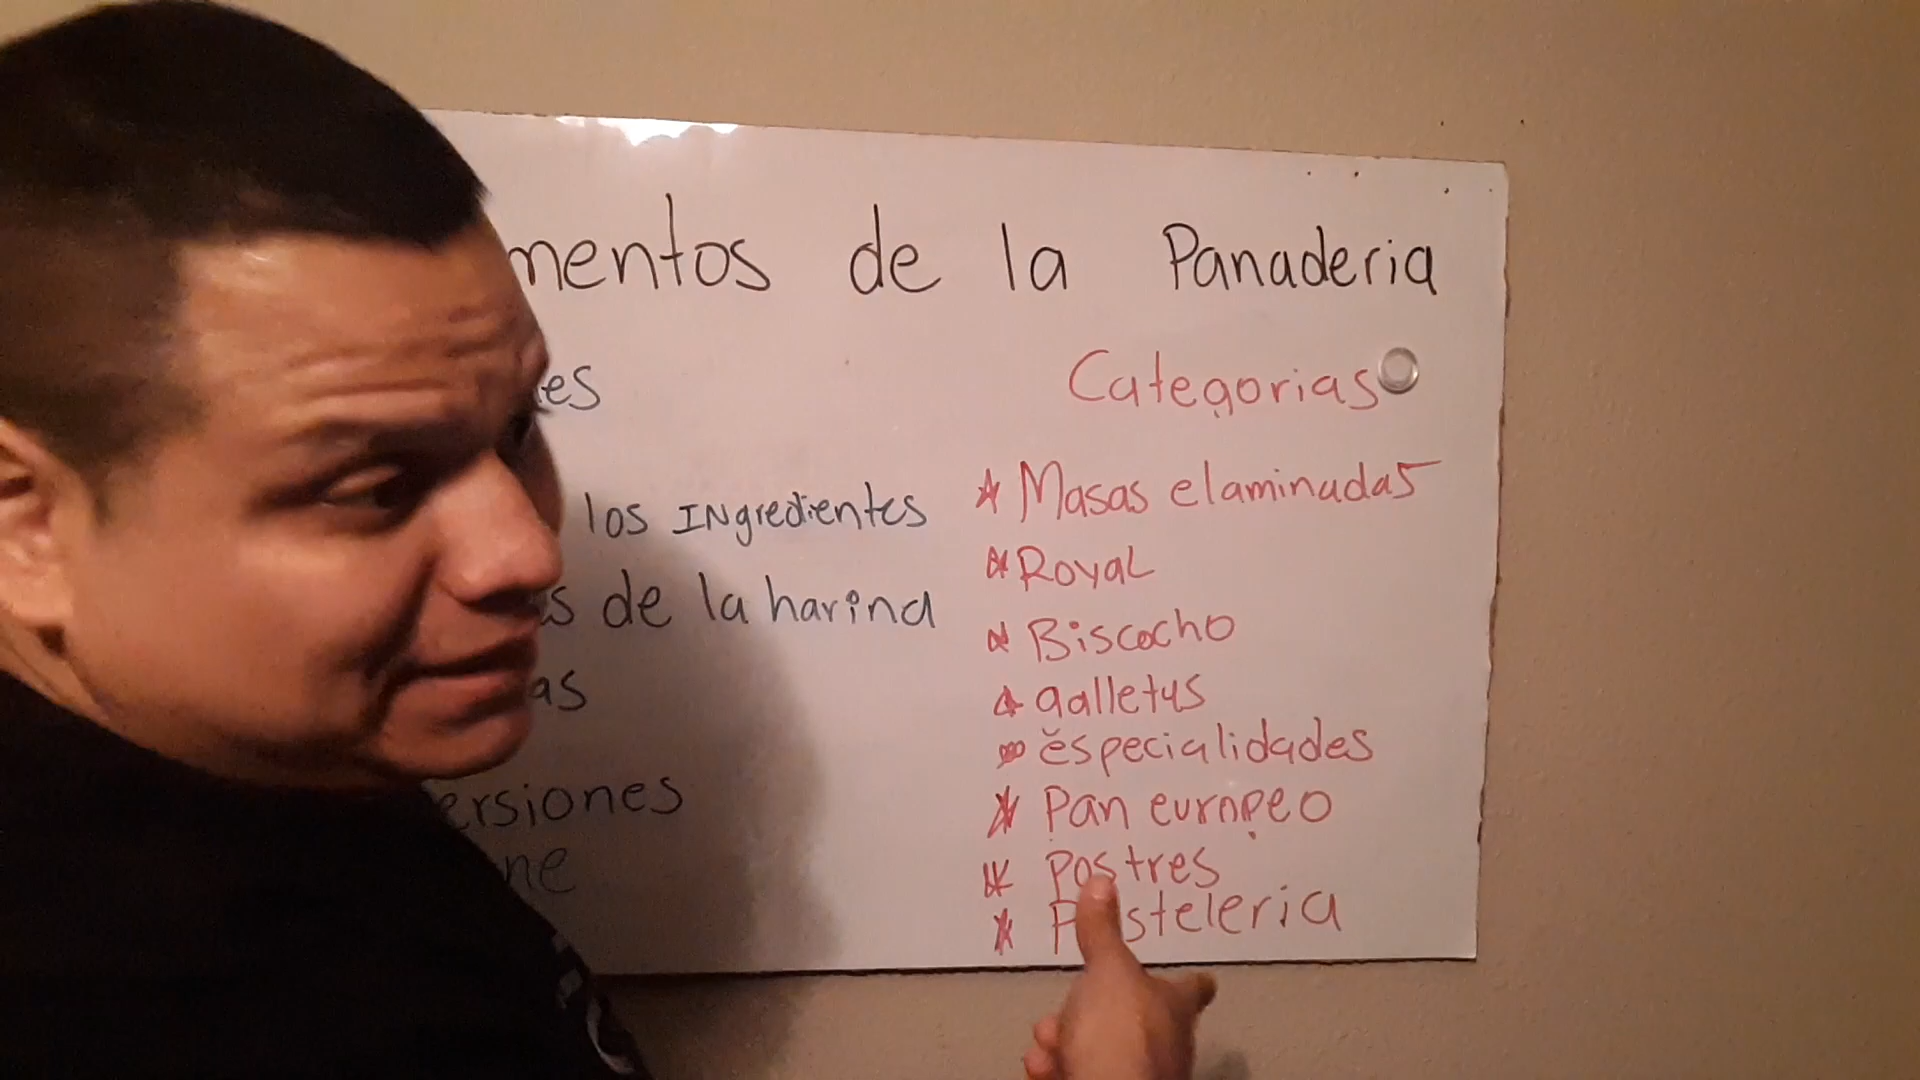 mentos de la Panaderia
es
los INgredientes
s de la harina
as
ersiones
ne
Categorias
Masas elaminadas
Royal
Biscocho
galletas
especialidades
Pan europeo
Postres
Pasteleria